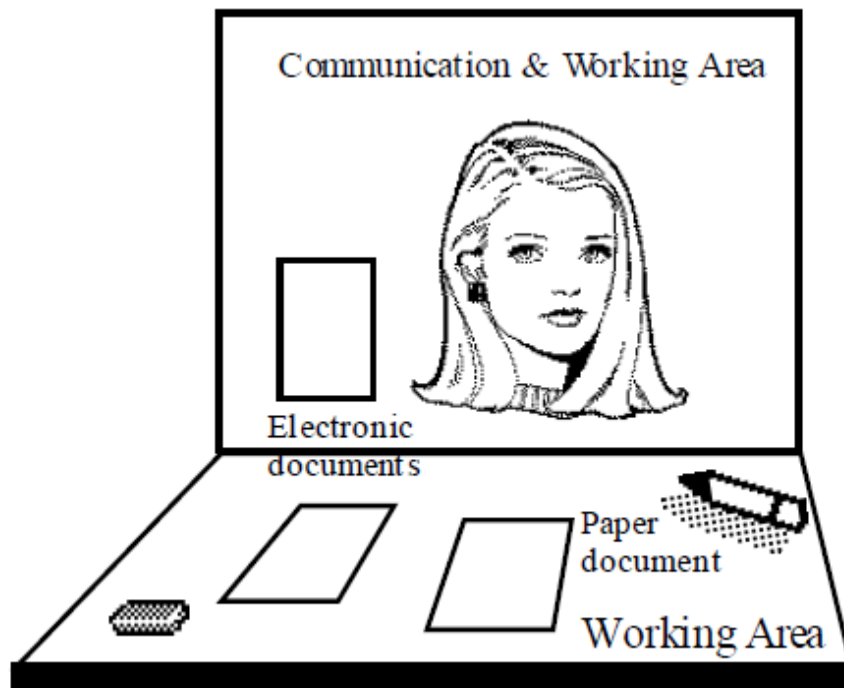 Communication & Working Area
Electronic
documents
Paper
document
Working Area